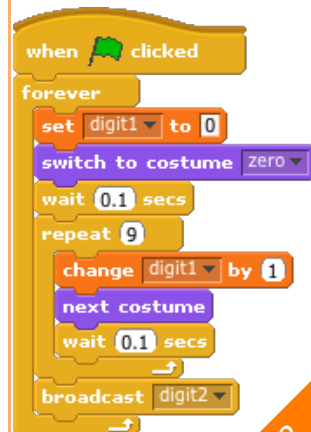 when clicked
forever
set digit1 to 0
switch to costume zero
wait 0.1 secs
repeat 9
change digit1 by 1
next costume
wait 0.1 secs
broadcast digit2